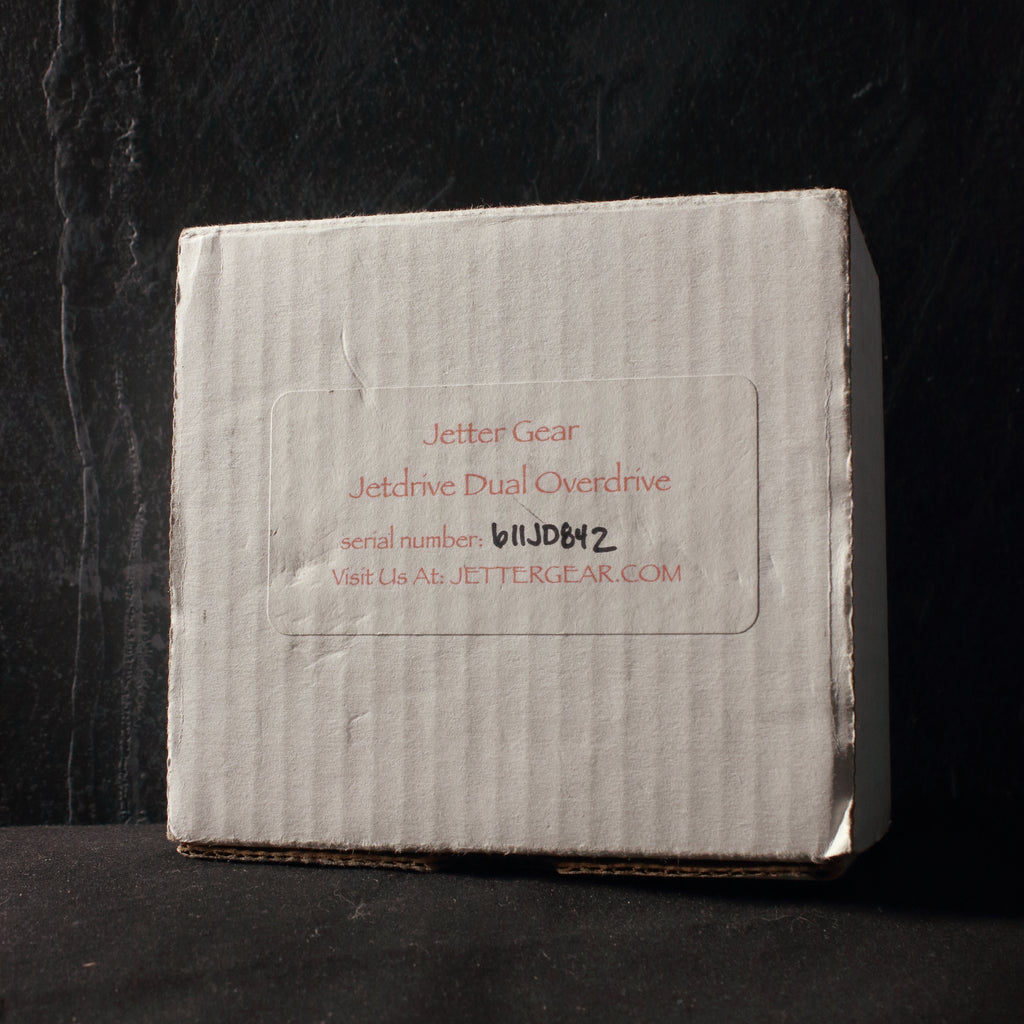 Jetter Gear
Jetdrive Dual Overdrive
serial number: 611JD842
Visit Us At: JETTERGEAR.COM